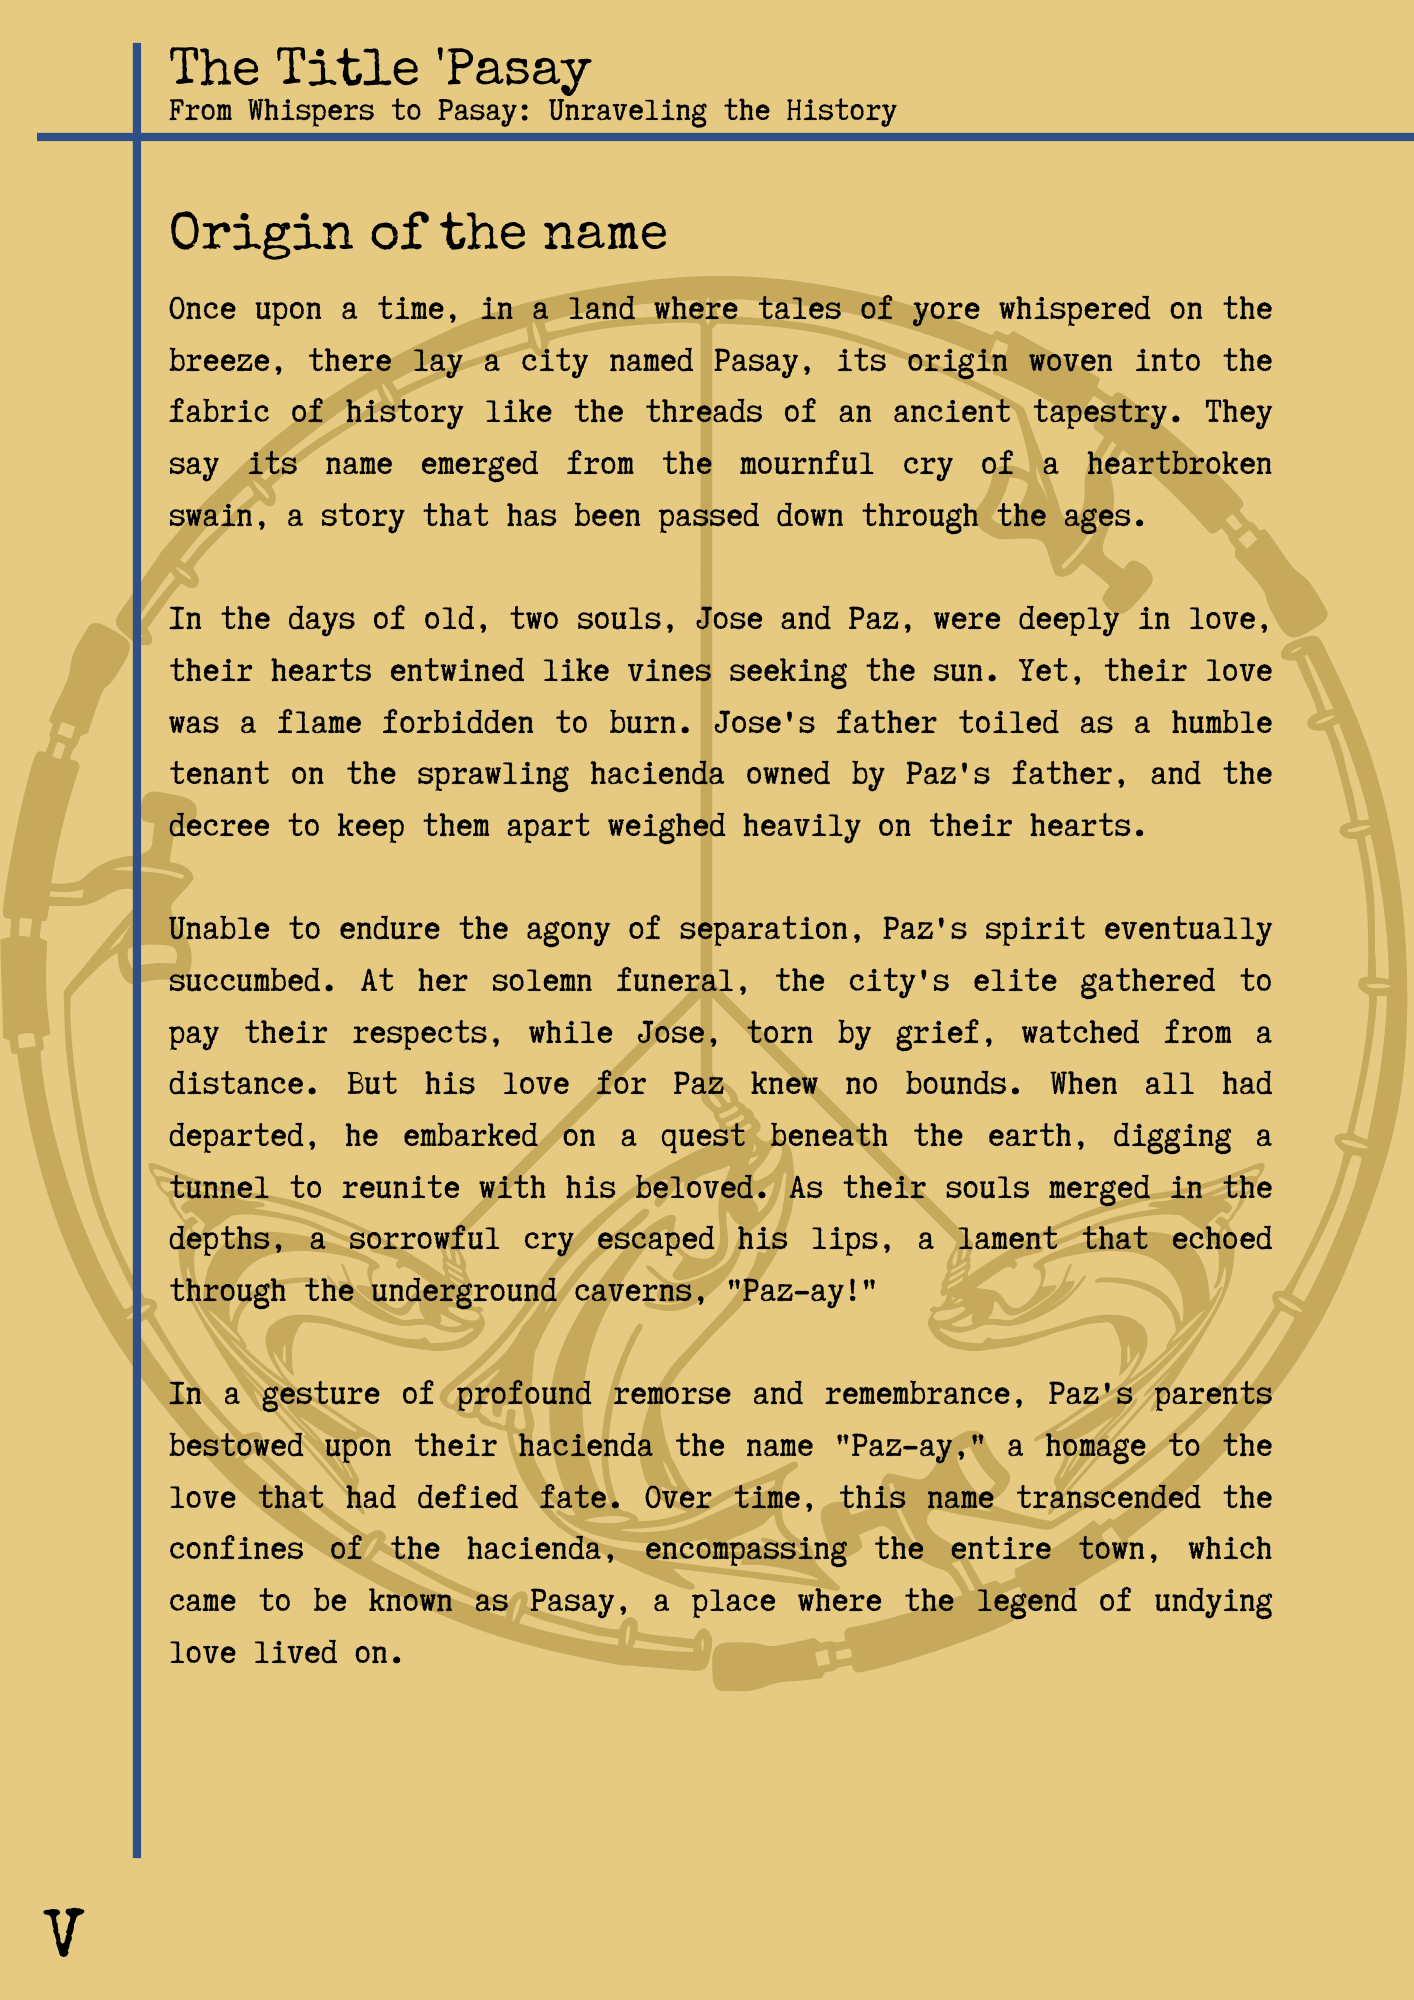 The Title 'Pasay
From Whispers to Pasay: Unraveling the History
Origin of the name
Once upon a time, in a land where tales of yore whispered on the
breeze, there lay a city named Pasay, its origin woven into the
fabric of history like the threads of an ancient tapestry. They
say its name emerged from the mournful cry of a heartbroken
swain, a story that has been passed down through the ages.
In the days of old, two souls, Jose and Paz, were deeply in love,
their hearts entwined like vines seeking the sun. Yet, their love
was a flame forbidden to burn. Jose's father toiled as a humble
tenant on the sprawling hacienda owned by Paz's father, and the
decree to keep them apart weighed heavily on their hearts.
Unable to endure the agony of separation, Paz's spirit eventually
succumbed. At her solemn funeral, the city's elite gathered to
pay their respects, while Jose, torn by grief, watched from a
distance. But his love for Paz knew no bounds. When all had
departed, he embarked on a quest beneath the earth, digging a
tunnel to reunite with his beloved. As their souls merged in the
depths, a sorrowful cry escaped his lips, a lament that echoed
through the underground caverns, "Paz-ay!"
In a gesture of profound remorse and remembrance, Paz's parents
bestowed upon their hacienda the name "Paz-ay," a homage to the
love that had defied fate. Over time, this name transcended the
confines of the hacienda, encompassing the entire town, which
came to be known as Pasay, a place where the legend of undying
love lived on.
V